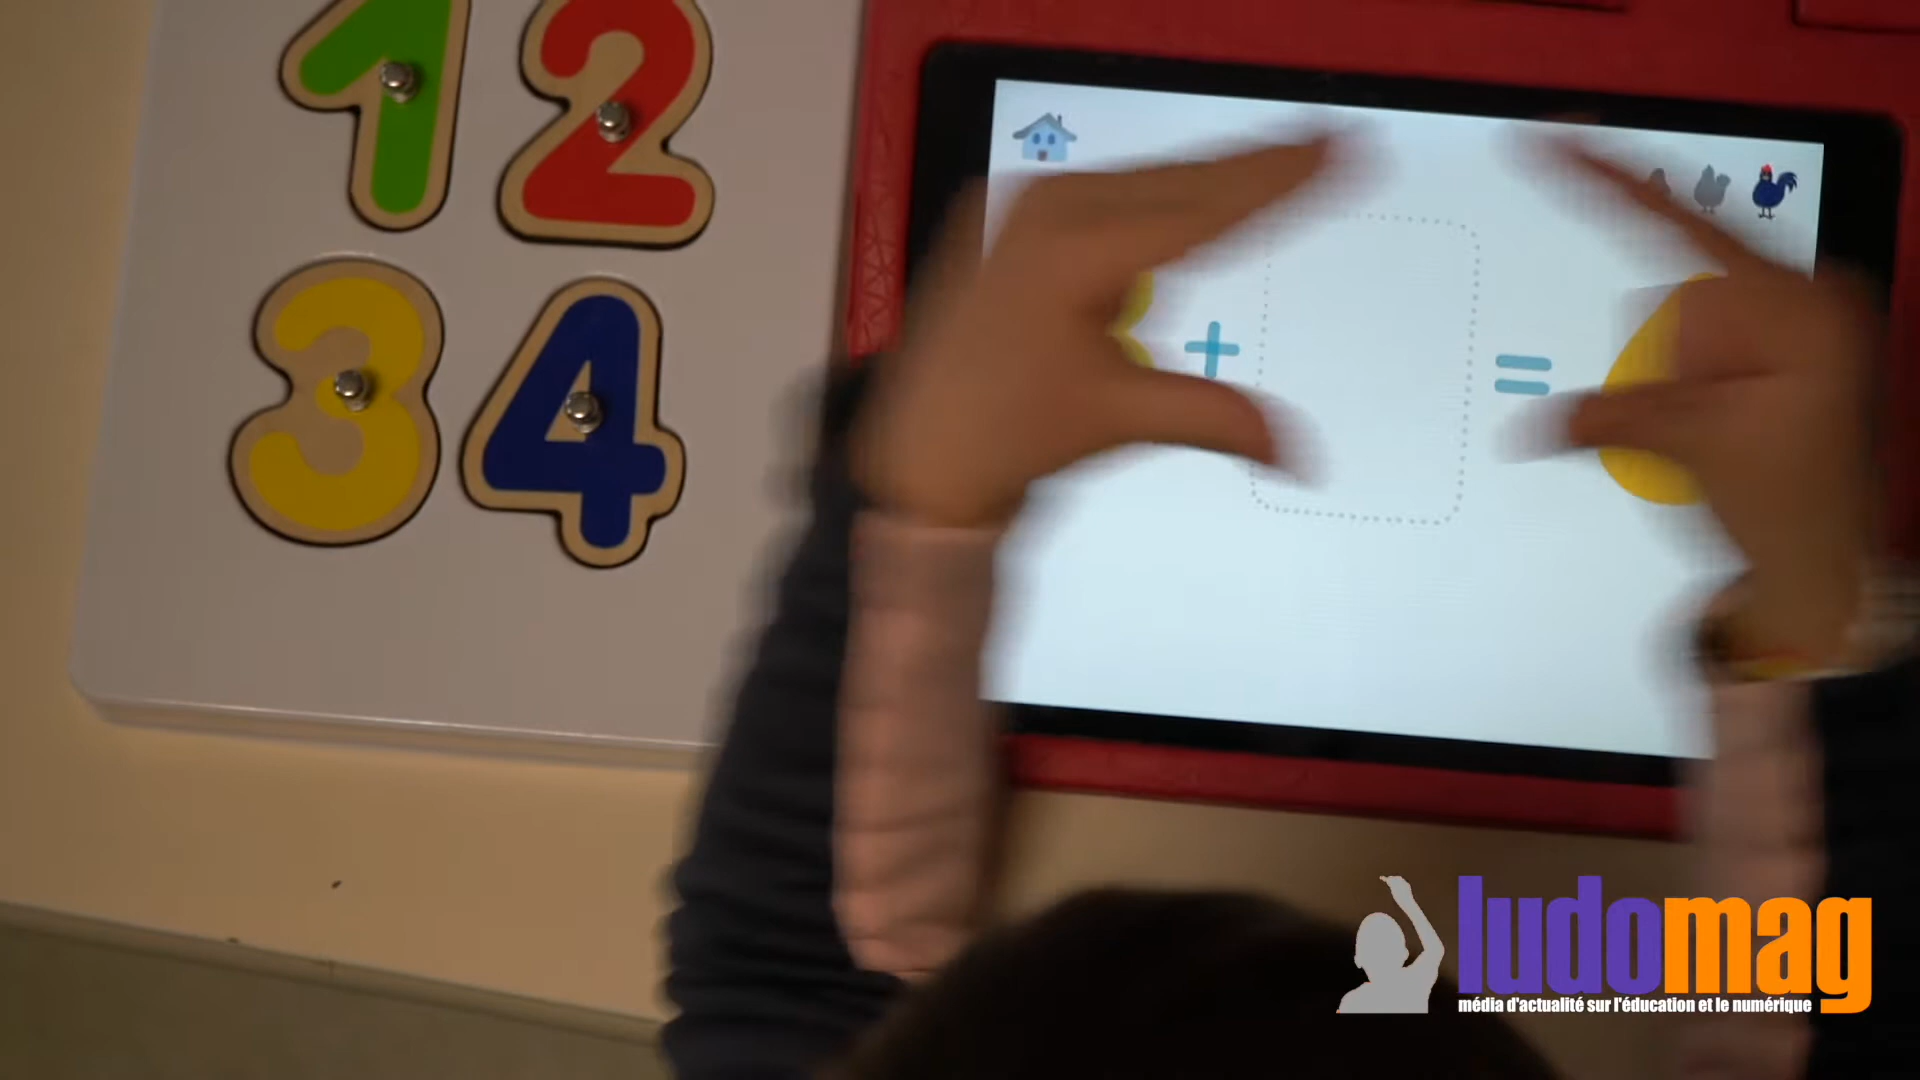 1 2
3 4
+ =
ludomag
média d'actualité sur l'éducation et le numérique